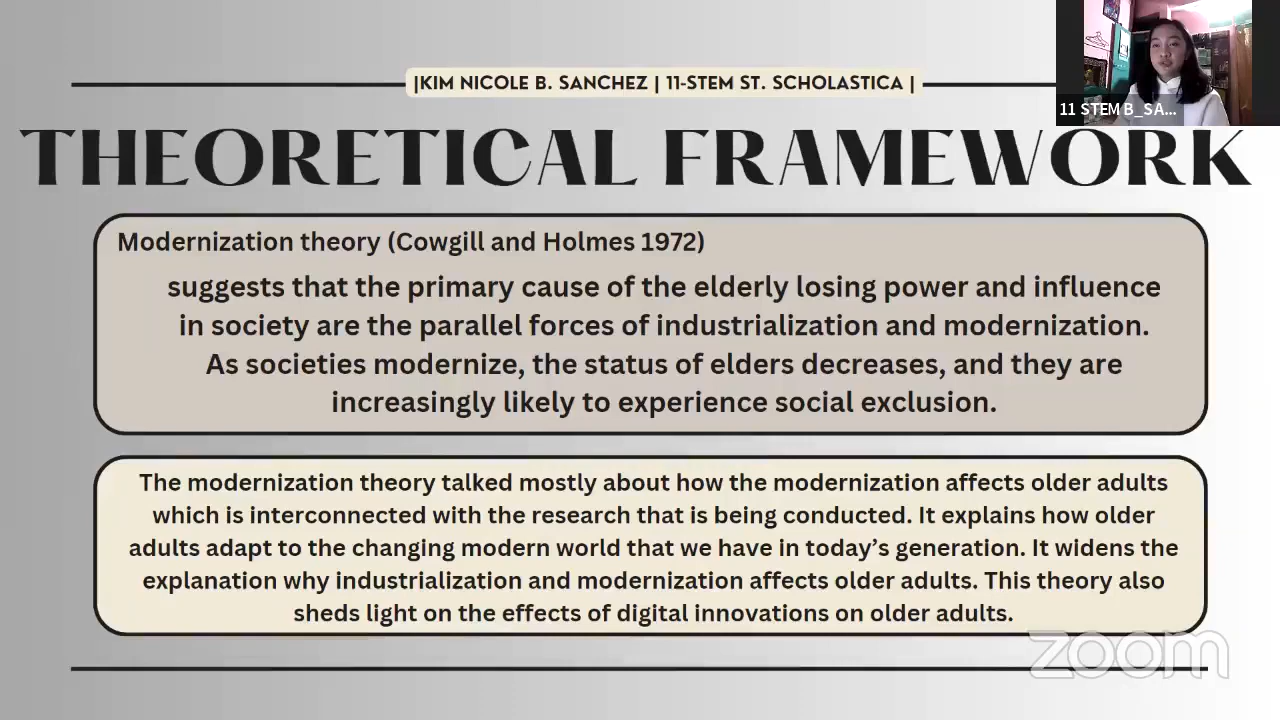 |KIM NICOLE B. SANCHEZ | 11-STEM ST. SCHOLASTICA |
11 STEM B_SA...
THEORETICAL FRAMEWORK
Modernization theory (Cowgill and Holmes 1972)
suggests that the primary cause of the elderly losing power and influence
in society are the parallel forces of industrialization and modernization.
As societies modernize, the status of elders decreases, and they are
increasingly likely to experience social exclusion.
The modernization theory talked mostly about how the modernization affects older adults
which is interconnected with the research that is being conducted. It explains how older
adults adapt to the changing modern world that we have in today’s generation. It widens the
explanation why industrialization and modernization affects older adults. This theory also
sheds light on the effects of digital innovations on older adults.
zoom